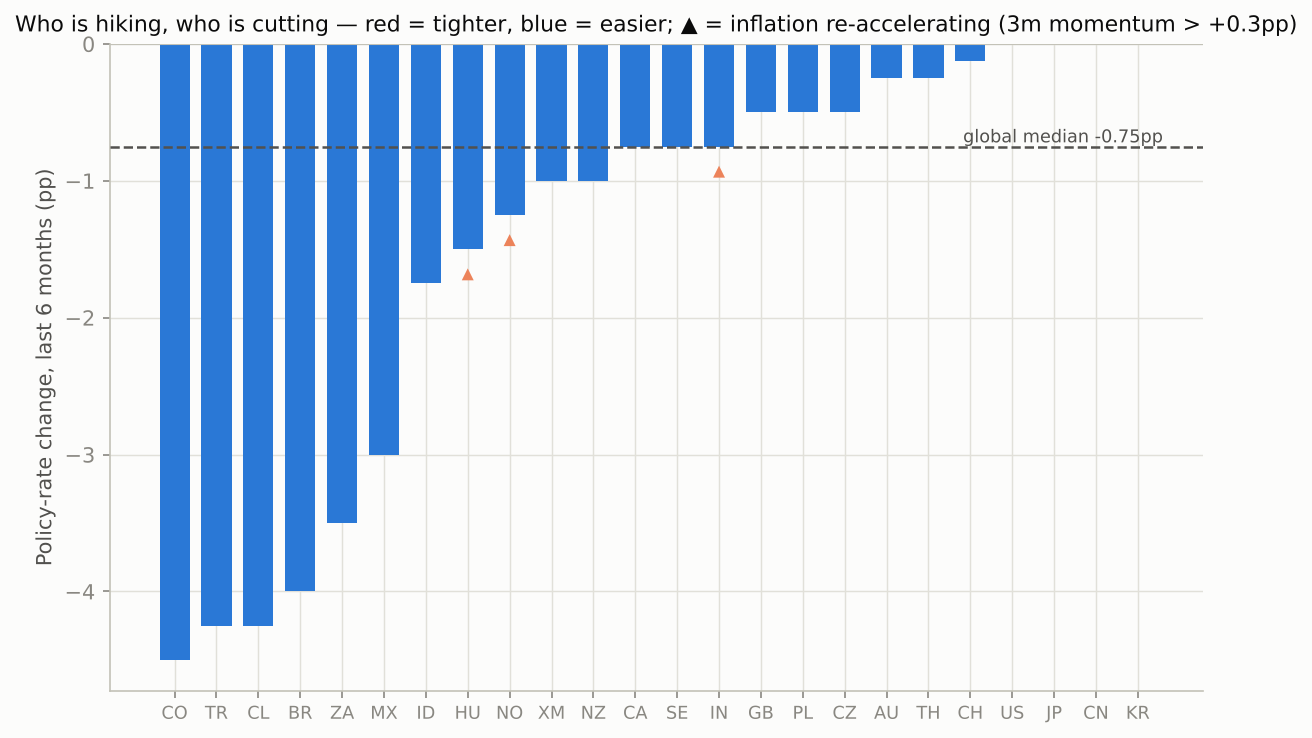 Who is hiking, who is cutting — red = tighter, blue = easier; ▲ = inflation re-accelerating (3m momentum > +0.3pp)
Policy-rate change, last 6 months (pp)
0
−1
−2
−3
−4
global median -0.75pp
CO TR CL BR ZA MX ID HU NO XM NZ CA SE IN GB PL CZ AU TH CH US JP CN KR